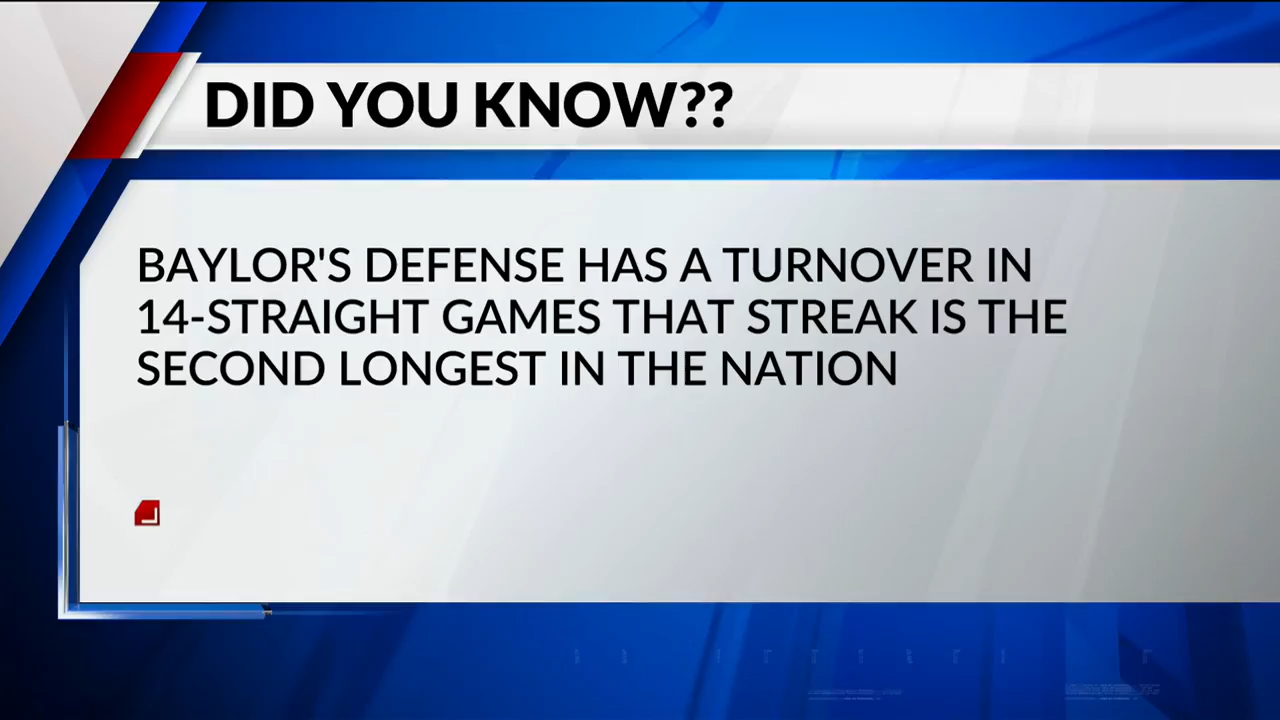 DID YOU KNOW??
BAYLOR'S DEFENSE HAS A TURNOVER IN
14-STRAIGHT GAMES THAT STREAK IS THE
SECOND LONGEST IN THE NATION